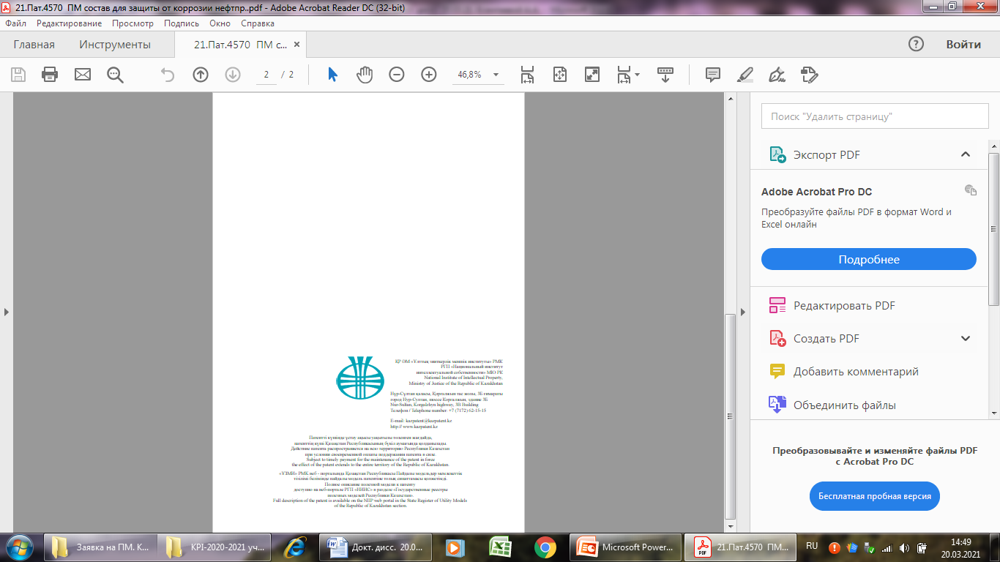 21.Пат.4570 ПМ состав для защиты от коррозии нефтпр..pdf - Adobe Acrobat Reader DC (32-bit)
Файл Редактирование Просмотр Подпись Окно Справка
Главная Инструменты 21.Пат.4570 ПМ с... × Войти
2 / 2 46,8%
ҚР ӘМ «Ұлттық зияткерлік меншік институты» РМК
РГП «Национальный институт
интеллектуальной собственности» МЮ РК
National Institute of Intellectual Property,
Ministry of Justice of the Republic of Kazakhstan
Нұр-Сұлтан қаласы, Қорғалжын тас жолы, 3Б ғимараты
город Нур-Султан, шоссе Коргалжын, здание 3Б
Nur-Sultan, Korgalzhyn highway, 3B Building
Телефон / Telephone number: +7 (7172) 62-15-15
E-mail: kazpatent@kazpatent.kz
http:// www.kazpatent.kz
Патентті күшінде ұстау ақысы уақытылы төленген жағдайда,
патенттің күші Қазақстан Республикасының бүкіл аумағында қолданылады.
Действие патента распространяется на всю территорию Республики Казахстан
при условии своевременной оплаты поддержания патента в силе.
Subject to timely payment for the maintenance of the patent in force
the effect of the patent extends to the entire territory of the Republic of Kazakhstan.
«ҰЗМИ» РМК веб - порталында Қазақстан Республикасы Пайдалы модельдер мемлекеттік
тізілімі бөлімінде пайдалы модель патентіне толық сипаттамасы қолжетімді.
Полное описание полезной модели к патенту
доступно на веб-портале РГП «НИИС» в разделе «Государственные реестры
полезных моделей Республики Казахстан».
Full description of the patent is available on the NIIP web portal in the State Register of Utility Models
of the Republic of Kazakhstan section.
Поиск "Удалить страницу"
Экспорт PDF
Adobe Acrobat Pro DC
Преобразуйте файлы PDF в формат Word и
Excel онлайн
Подробнее
Редактировать PDF
Создать PDF
Добавить комментарий
Объединить файлы
Преобразовывайте и изменяйте файлы PDF
с Acrobat Pro DC
Бесплатная пробная версия
Заявка на ПМ. К... KPI-2020-2021 уч... Докт. дисс. 20.0... Microsoft Power... 21.Пат.4570 ПМ... RU 14:49
20.03.2021